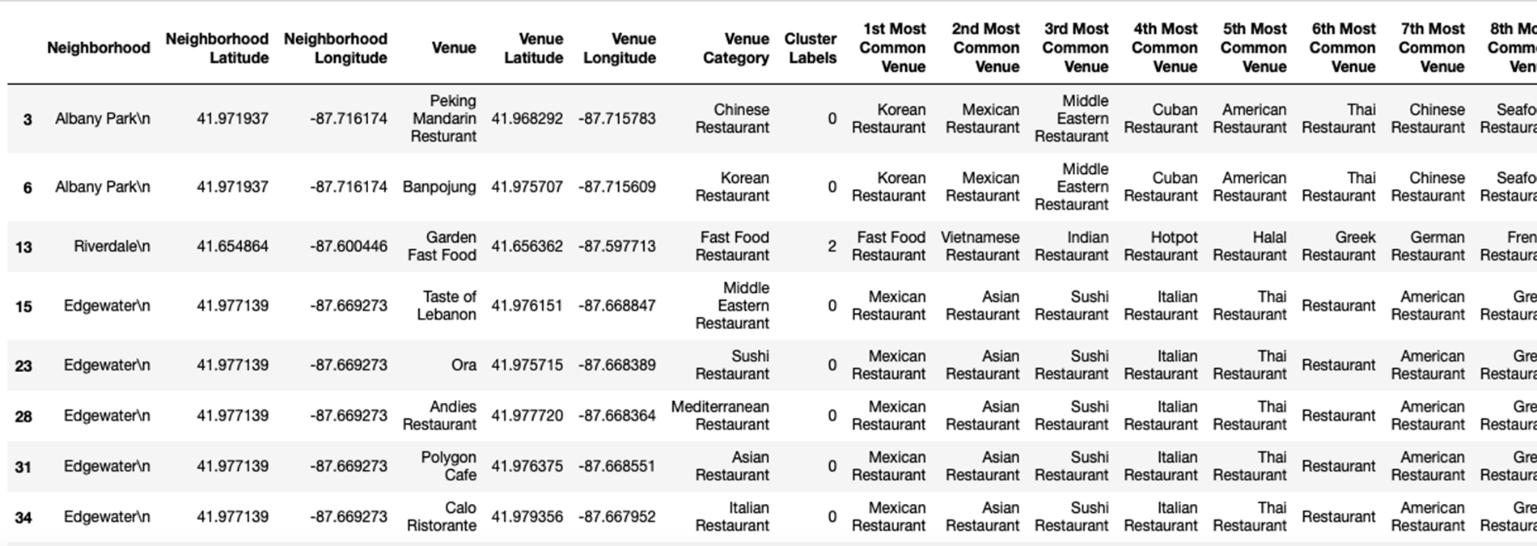 Neighborhood Neighborhood Latitude Neighborhood Longitude Venue Venue Latitude Venue Longitude Venue Category Cluster Labels 1st Most Common Venue 2nd Most Common Venue 3rd Most Common Venue 4th Most Common Venue 5th Most Common Venue 6th Most Common Venue 7th Most Common Venue 8th Most Venue
3 Albany Park\n 41.971937 -87.716174 Peking Mandarin Resturant 41.968292 -87.715783 Chinese Restaurant 0 Korean Restaurant Mexican Restaurant Middle Eastern Restaurant Cuban Restaurant American Restaurant Thai Restaurant Chinese Restaurant
6 Albany Park\n 41.971937 -87.716174 Banpojung 41.975707 -87.715609 Korean Restaurant 0 Korean Restaurant Mexican Restaurant Middle Eastern Restaurant Cuban Restaurant American Restaurant Thai Restaurant Chinese Restaurant
13 Riverdale\n 41.654864 -87.600446 Garden Fast Food 41.656362 -87.597713 Fast Food Restaurant 2 Fast Food Restaurant Vietnamese Restaurant Indian Restaurant Hotpot Restaurant Halal Restaurant Greek Restaurant German Restaurant
15 Edgewater\n 41.977139 -87.669273 Taste of Lebanon 41.976151 -87.668847 Middle Eastern Restaurant 0 Mexican Restaurant Asian Restaurant Sushi Restaurant Italian Restaurant Thai Restaurant Restaurant American Restaurant
23 Edgewater\n 41.977139 -87.669273 Ora 41.975715 -87.668389 Sushi Restaurant 0 Mexican Restaurant Asian Restaurant Sushi Restaurant Italian Restaurant Thai Restaurant Restaurant American Restaurant
28 Edgewater\n 41.977139 -87.669273 Andies Restaurant 41.977720 -87.668364 Mediterranean Restaurant 0 Mexican Restaurant Asian Restaurant Sushi Restaurant Italian Restaurant Thai Restaurant Restaurant American Restaurant
31 Edgewater\n 41.977139 -87.669273 Polygon Cafe 41.976375 -87.668551 Asian Restaurant 0 Mexican Restaurant Asian Restaurant Sushi Restaurant Italian Restaurant Thai Restaurant Restaurant American Restaurant
34 Edgewater\n 41.977139 -87.669273 Calo Ristorante 41.979356 -87.667952 Italian Restaurant 0 Mexican Restaurant Asian Restaurant Sushi Restaurant Italian Restaurant Thai Restaurant Restaurant American Restaurant